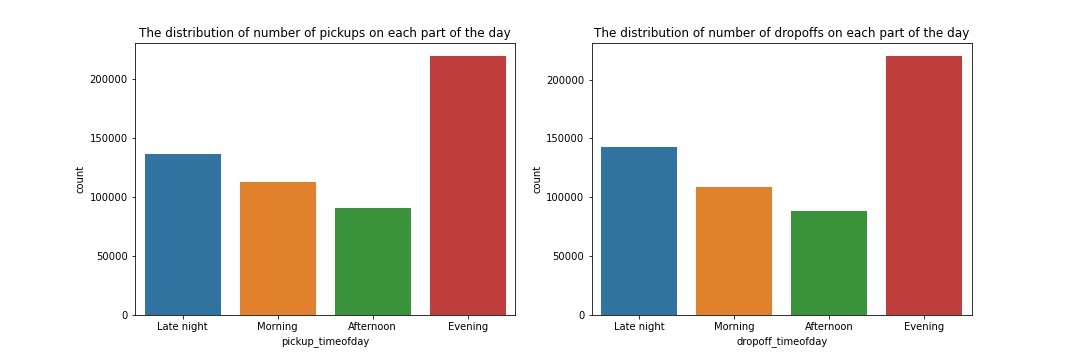 The distribution of number of pickups on each part of the day
200000
150000
100000
50000
0
count
Late night Morning Afternoon Evening
pickup_timeofday
The distribution of number of dropoffs on each part of the day
200000
150000
100000
50000
0
count
Late night Morning Afternoon Evening
dropoff_timeofday